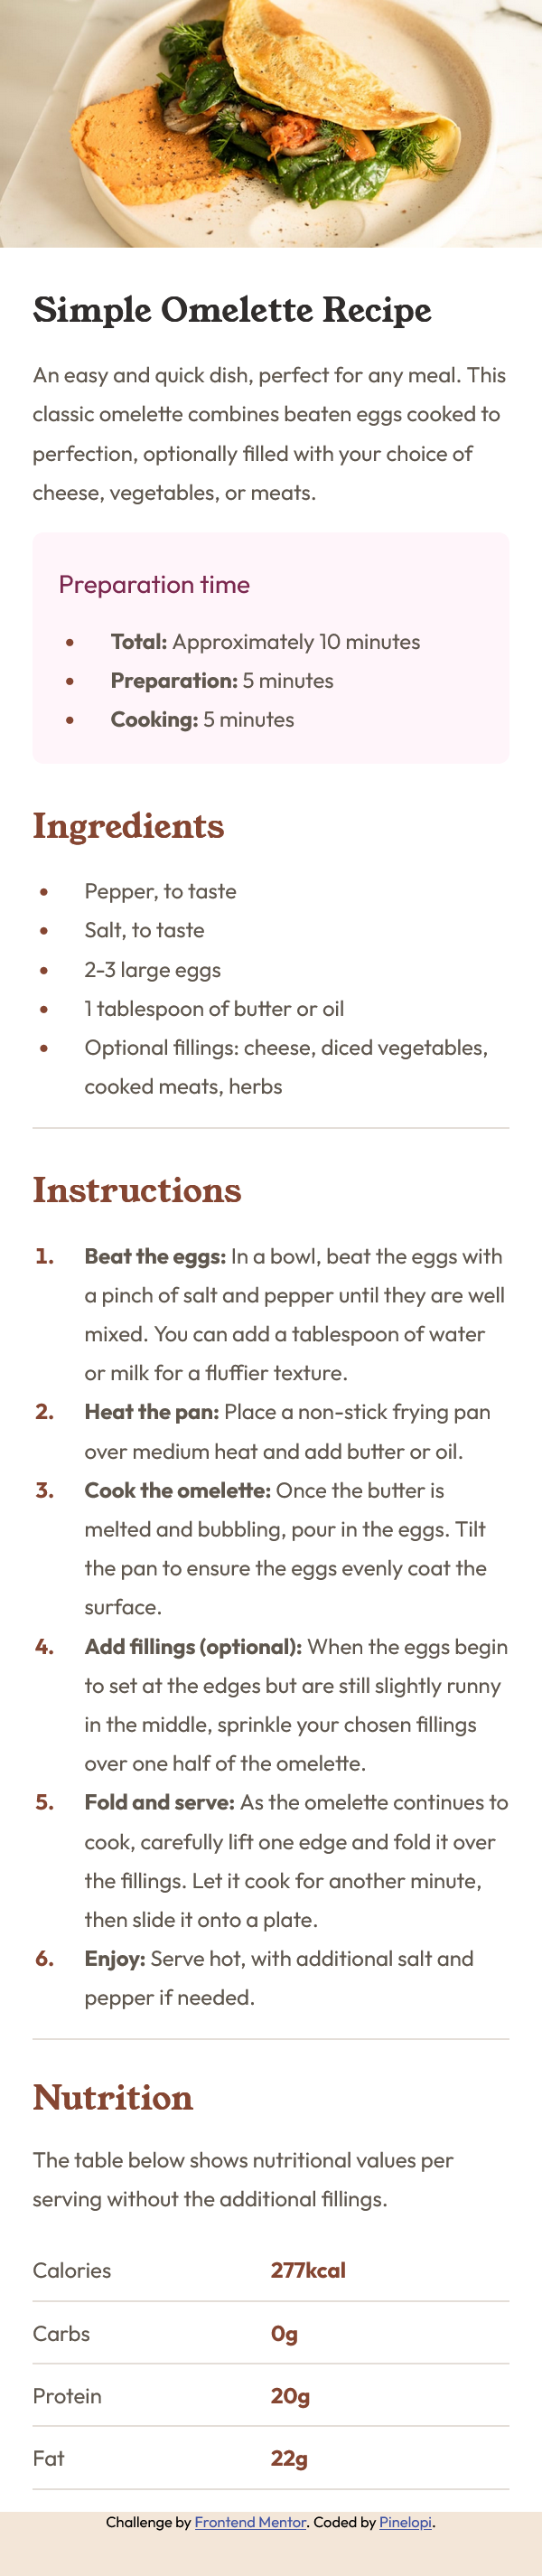 Simple Omelette Recipe
An easy and quick dish, perfect for any meal. This
classic omelette combines beaten eggs cooked to
perfection, optionally filled with your choice of
cheese, vegetables, or meats.
Preparation time
• Total: Approximately 10 minutes
• Preparation: 5 minutes
• Cooking: 5 minutes
Ingredients
• Pepper, to taste
• Salt, to taste
• 2-3 large eggs
• 1 tablespoon of butter or oil
• Optional fillings: cheese, diced vegetables,
cooked meats, herbs
Instructions
1. Beat the eggs: In a bowl, beat the eggs with
a pinch of salt and pepper until they are well
mixed. You can add a tablespoon of water
or milk for a fluffier texture.
2. Heat the pan: Place a non-stick frying pan
over medium heat and add butter or oil.
3. Cook the omelette: Once the butter is
melted and bubbling, pour in the eggs. Tilt
the pan to ensure the eggs evenly coat the
surface.
4. Add fillings (optional): When the eggs begin
to set at the edges but are still slightly runny
in the middle, sprinkle your chosen fillings
over one half of the omelette.
5. Fold and serve: As the omelette continues to
cook, carefully lift one edge and fold it over
the fillings. Let it cook for another minute,
then slide it onto a plate.
6. Enjoy: Serve hot, with additional salt and
pepper if needed.
Nutrition
The table below shows nutritional values per
serving without the additional fillings.
Calories 277kcal
Carbs 0g
Protein 20g
Fat 22g
Challenge by Frontend Mentor. Coded by Pinelopi.